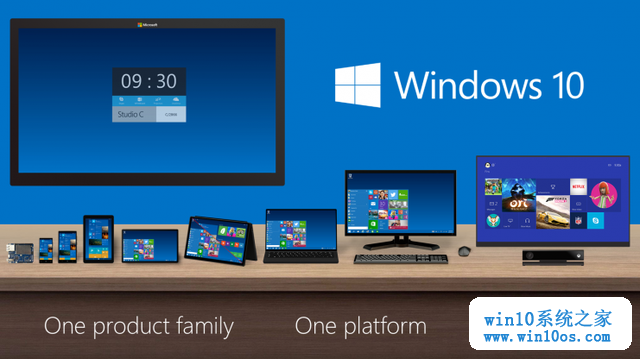 Microsoft
09 : 30
Studio C
Windows 10
ori
NETFLIX
One product family
One platform
win10系统之家
www.win10os.com